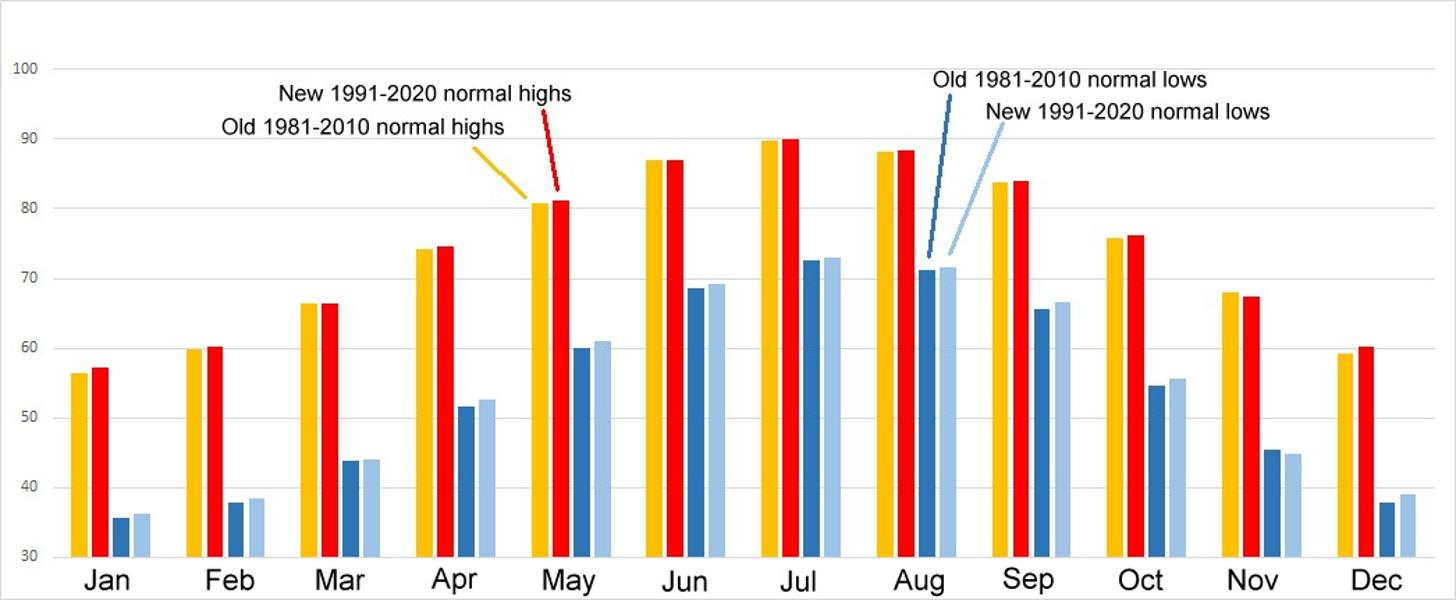 100
90
80
70
60
50
40
30
New 1991-2020 normal highs
Old 1981-2010 normal highs
Old 1981-2010 normal lows
New 1991-2020 normal lows
Jan Feb Mar Apr May Jun Jul Aug Sep Oct Nov Dec